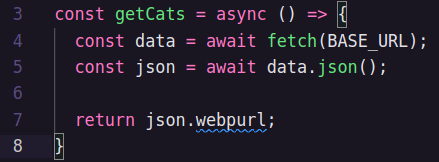 3 const getCats = async () => {
4 const data = await fetch(BASE_URL);
5 const json = await data.json();
6
7 return json.webpurl;
8 }